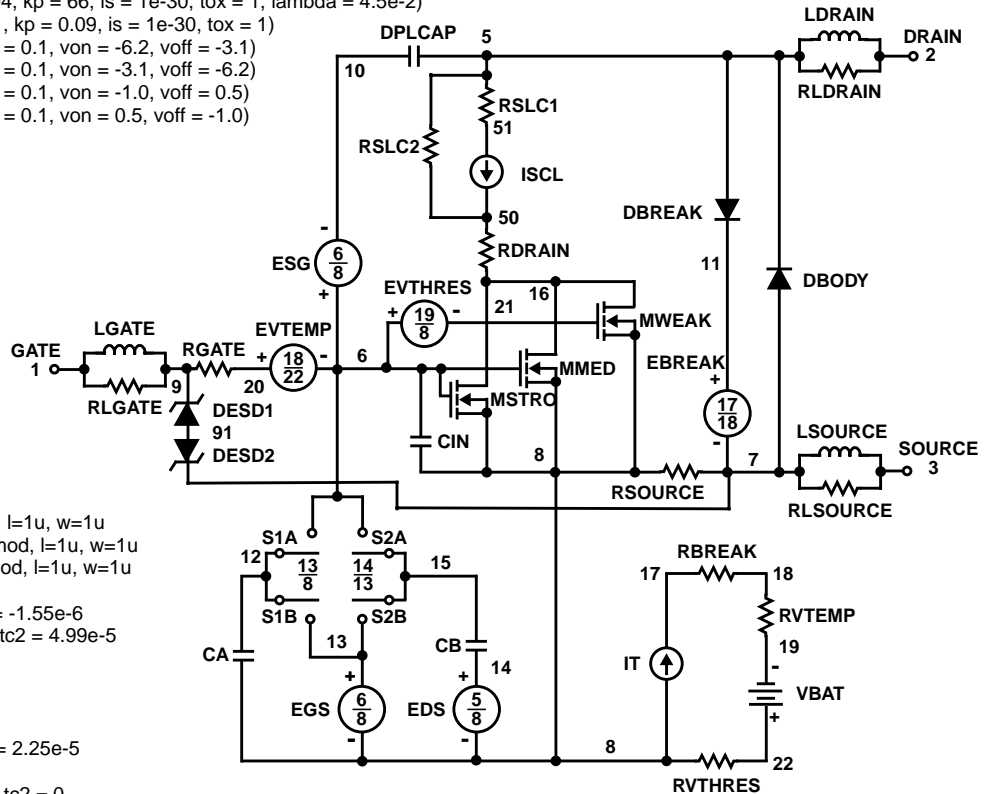 4, kp = 66, is = 1e-30, tox = 1, lambda = 4.5e-2)
, kp = 0.09, is = 1e-30, tox = 1)
= 0.1, von = -6.2, voff = -3.1)
= 0.1, von = -3.1, voff = -6.2)
= 0.1, von = -1.0, voff = 0.5)
= 0.1, von = 0.5, voff = -1.0)
LDRAIN
DPLCAP
5
DRAIN
2
10
RLDRAIN
RSLC1
51
RSLC2
ISCL
50
DBREAK
RDRAIN
ESG
-
6
8
+
11
DBODY
EVTHRES
+
19
8
-
21
16
MWEAK
LGATE
EVTEMP
GATE
1
RGATE
+
18
22
-
6
EBREAK
+
MMED
9
20
RLGATE
DESD1
MSTRO
17
18
91
DESD2
CIN
-
LSOURCE
8
7
SOURCE
3
RSOURCE
RLSOURCE
l=1u, w=1u
nod, l=1u, w=1u
od, l=1u, w=1u
= -1.55e-6
tc2 = 4.99e-5
= 2.25e-5
tc2 = 0
S1A
S2A
12
13
8
14
13
15
S1B
S2B
13
CA
CB
14
+
+
EGS
6
8
EDS
5
8
-
-
RBREAK
17
18
RVTEMP
19
IT
-
VBAT
+
8
22
RVTHRES